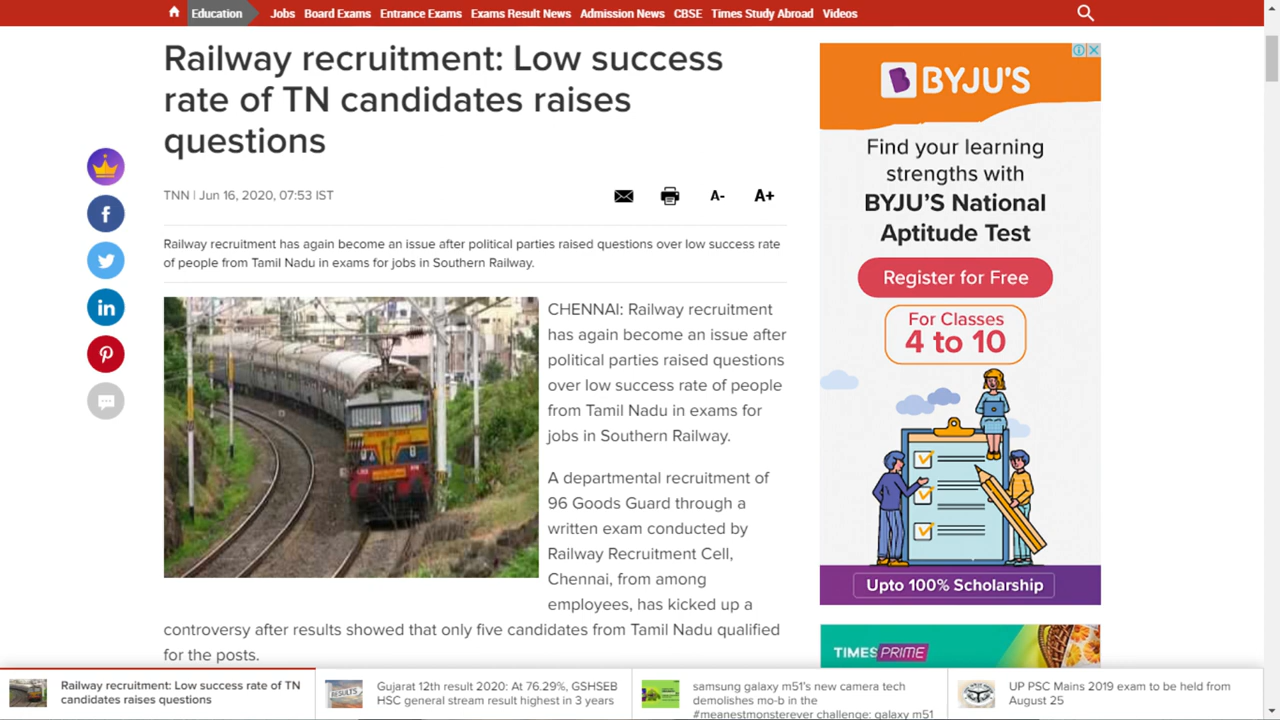 Education
Jobs Board Exams Entrance Exams Exams Result News Admission News CBSE Times Study Abroad Videos
Railway recruitment: Low success
rate of TN candidates raises
questions
TNN | Jun 16, 2020, 07:53 IST
A- A+
Railway recruitment has again become an issue after political parties raised questions over low success rate
of people from Tamil Nadu in exams for jobs in Southern Railway.
CHENNAI: Railway recruitment
has again become an issue after
political parties raised questions
over low success rate of people
from Tamil Nadu in exams for
jobs in Southern Railway.
A departmental recruitment of
96 Goods Guard through a
written exam conducted by
Railway Recruitment Cell,
Chennai, from among
employees, has kicked up a
controversy after results showed that only five candidates from Tamil Nadu qualified
for the posts.
B BYJU'S
Find your learning
strengths with
BYJU'S National
Aptitude Test
Register for Free
For Classes
4 to 10
Upto 100% Scholarship
TIMES PRIME
Railway recruitment: Low success rate of TN
candidates raises questions
RESULTS
Gujarat 12th result 2020: At 76.29%, GSHSEB
HSC general stream result highest in 3 years
samsung galaxy m51's new camera tech
demolishes mo-b in the
#meanestmonsterever challenge: galaxy m51
UP PSC Mains 2019 exam to be held from
August 25